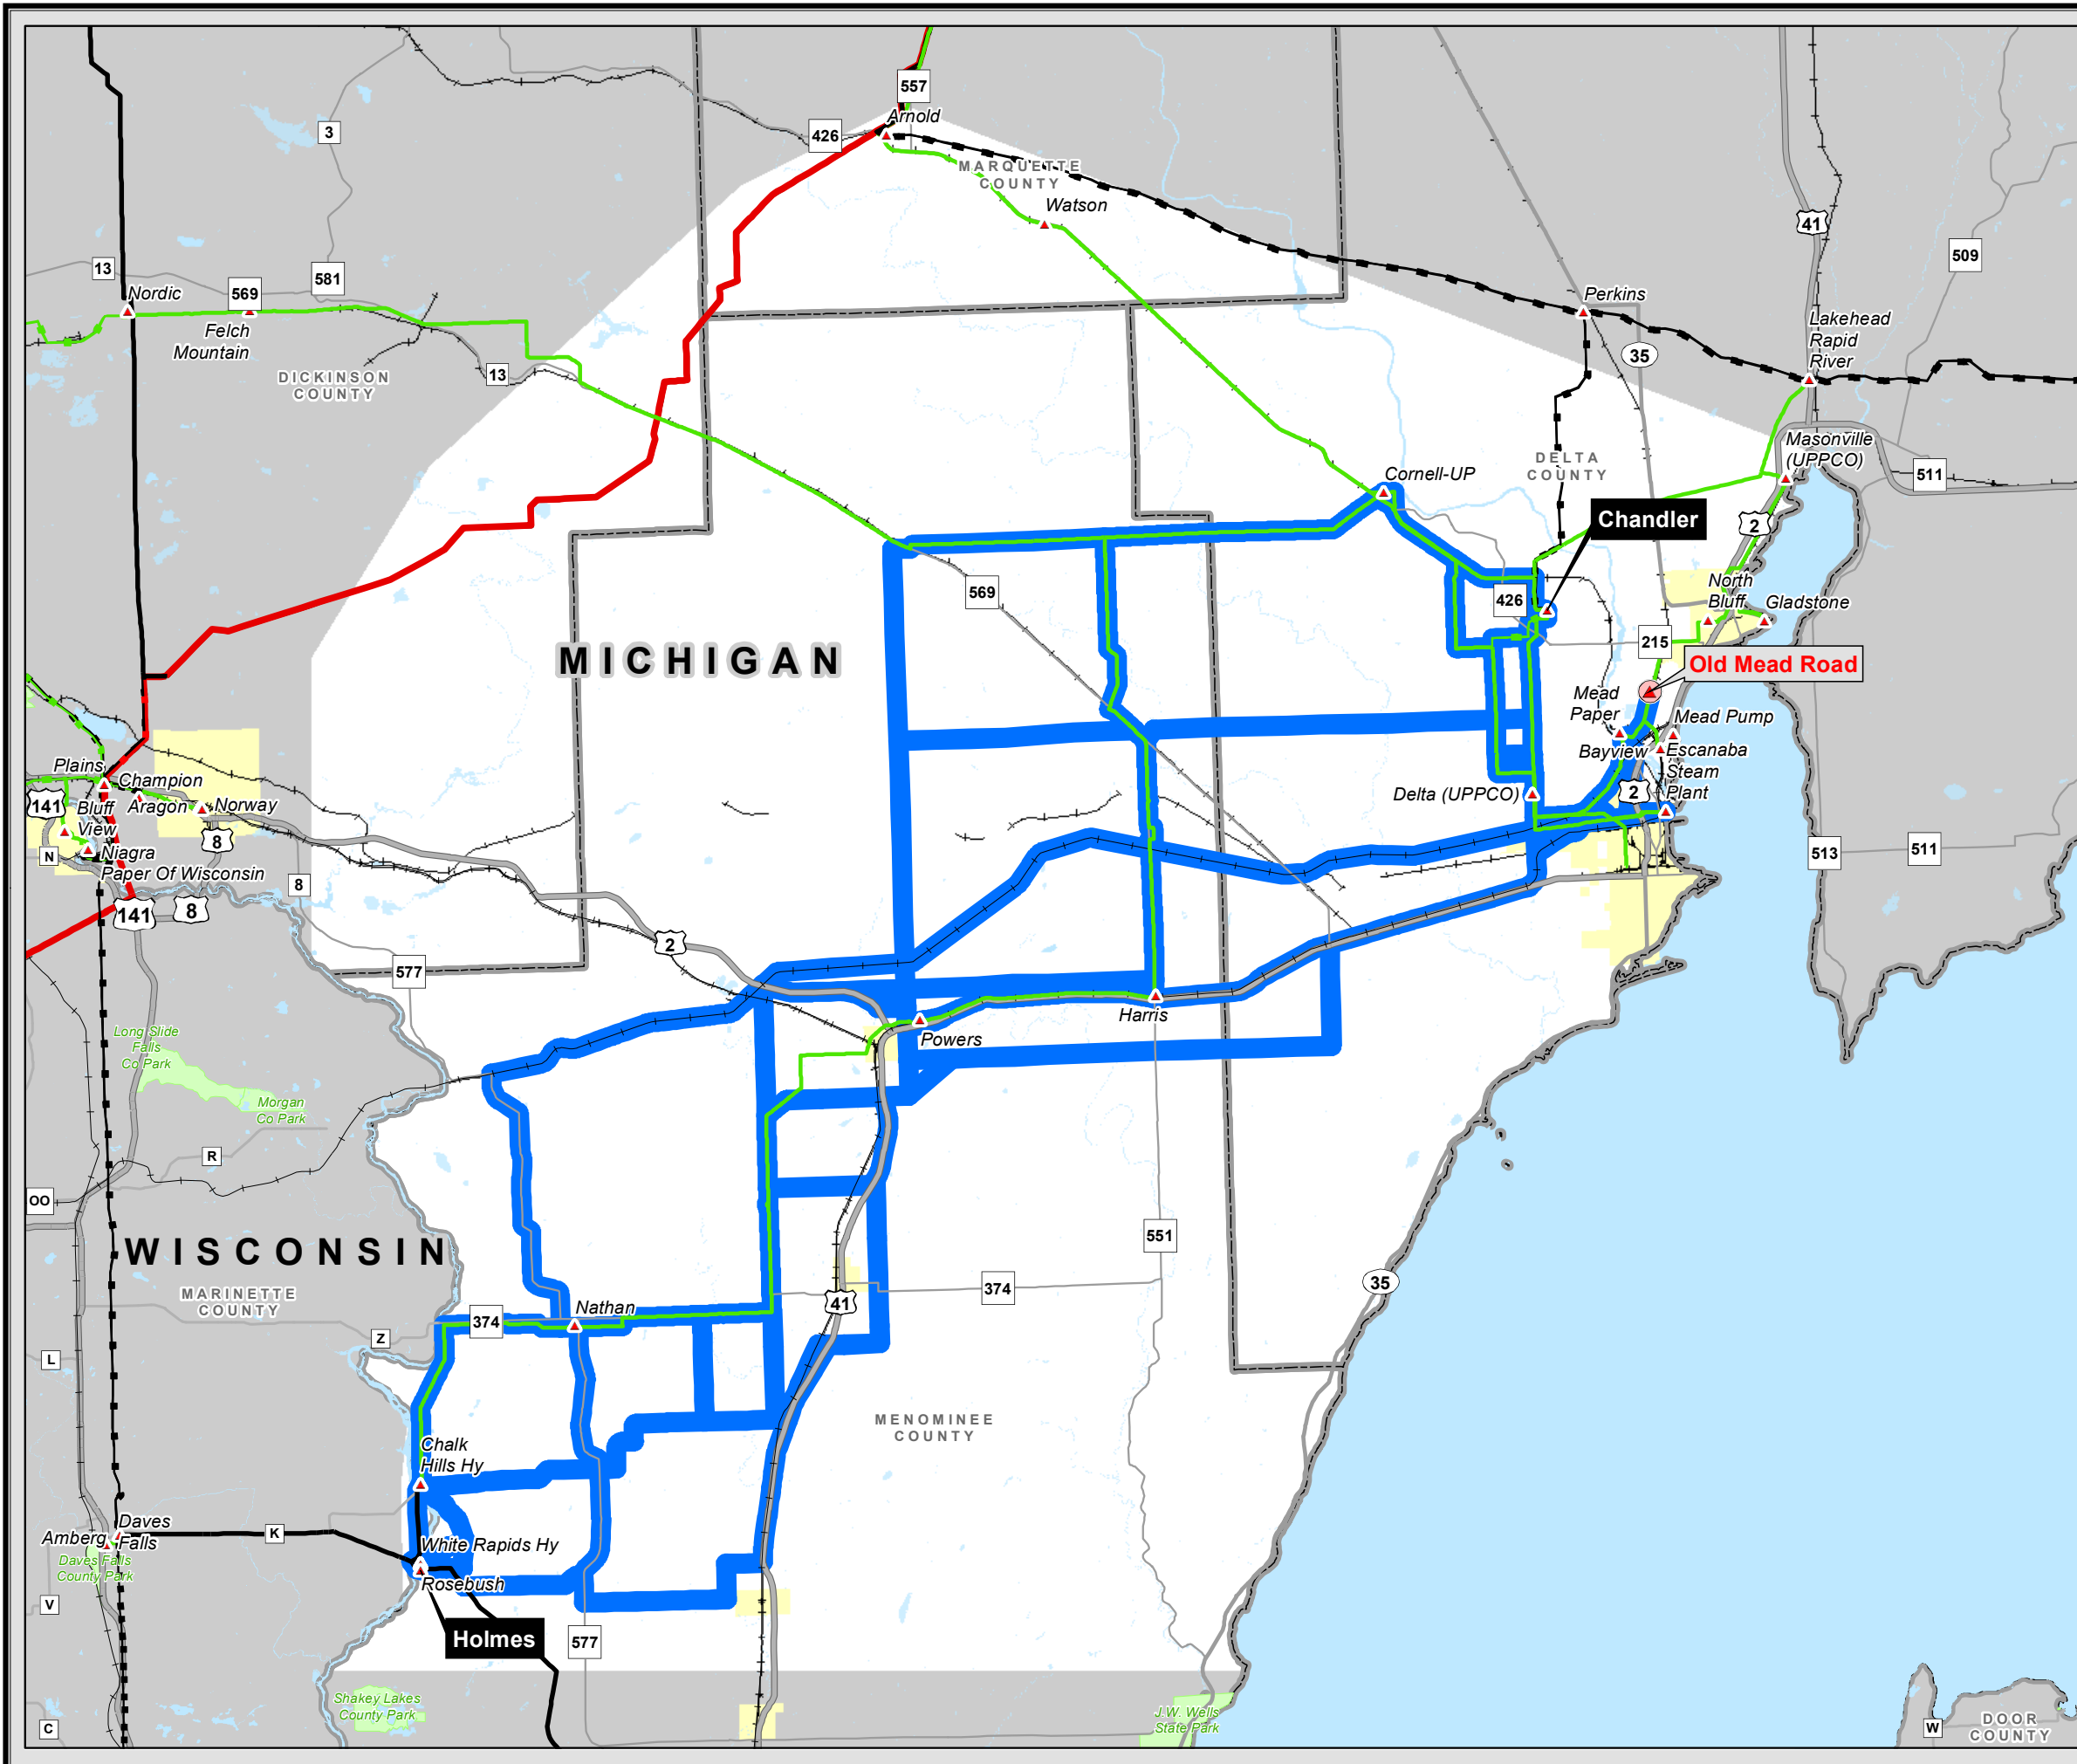 557
Arnold
426
3
MARQUETTE
COUNTY
Watson
41
509
13
581
Nordic
569
Felch
Mountain
Perkins
Lakehead
Rapid
River
35
13
DICKINSON
COUNTY
Masonville
(UPPCO)
511
DELTA
COUNTY
Cornell-UP
Chandler
2
569
426
North
Bluff
Gladstone
215
MICHIGAN
Old Mead Road
Mead
Paper
Mead Pump
Bayview
Escanaba
Steam
Plant
2
Delta (UPPCO)
Plains
Champion
141
Bluff
View
Aragon
Norway
8
N
Niagra
Paper Of Wisconsin
8
141
8
513
511
2
577
Harris
Powers
Long Slide
Falls
Co Park
Morgan
Co Park
R
OO
551
WISCONSIN
MARINETTE
COUNTY
374
35
41
Nathan
374
Z
L
MENOMINEE
COUNTY
Chalk
Hills Hy
Amberg
Daves
Falls
K
Daves Falls
County Park
White Rapids Hy
Rosebush
V
Holmes
577
Shakey Lakes
County Park
J.W. Wells
State Park
C
W
DOOR
COUNTY